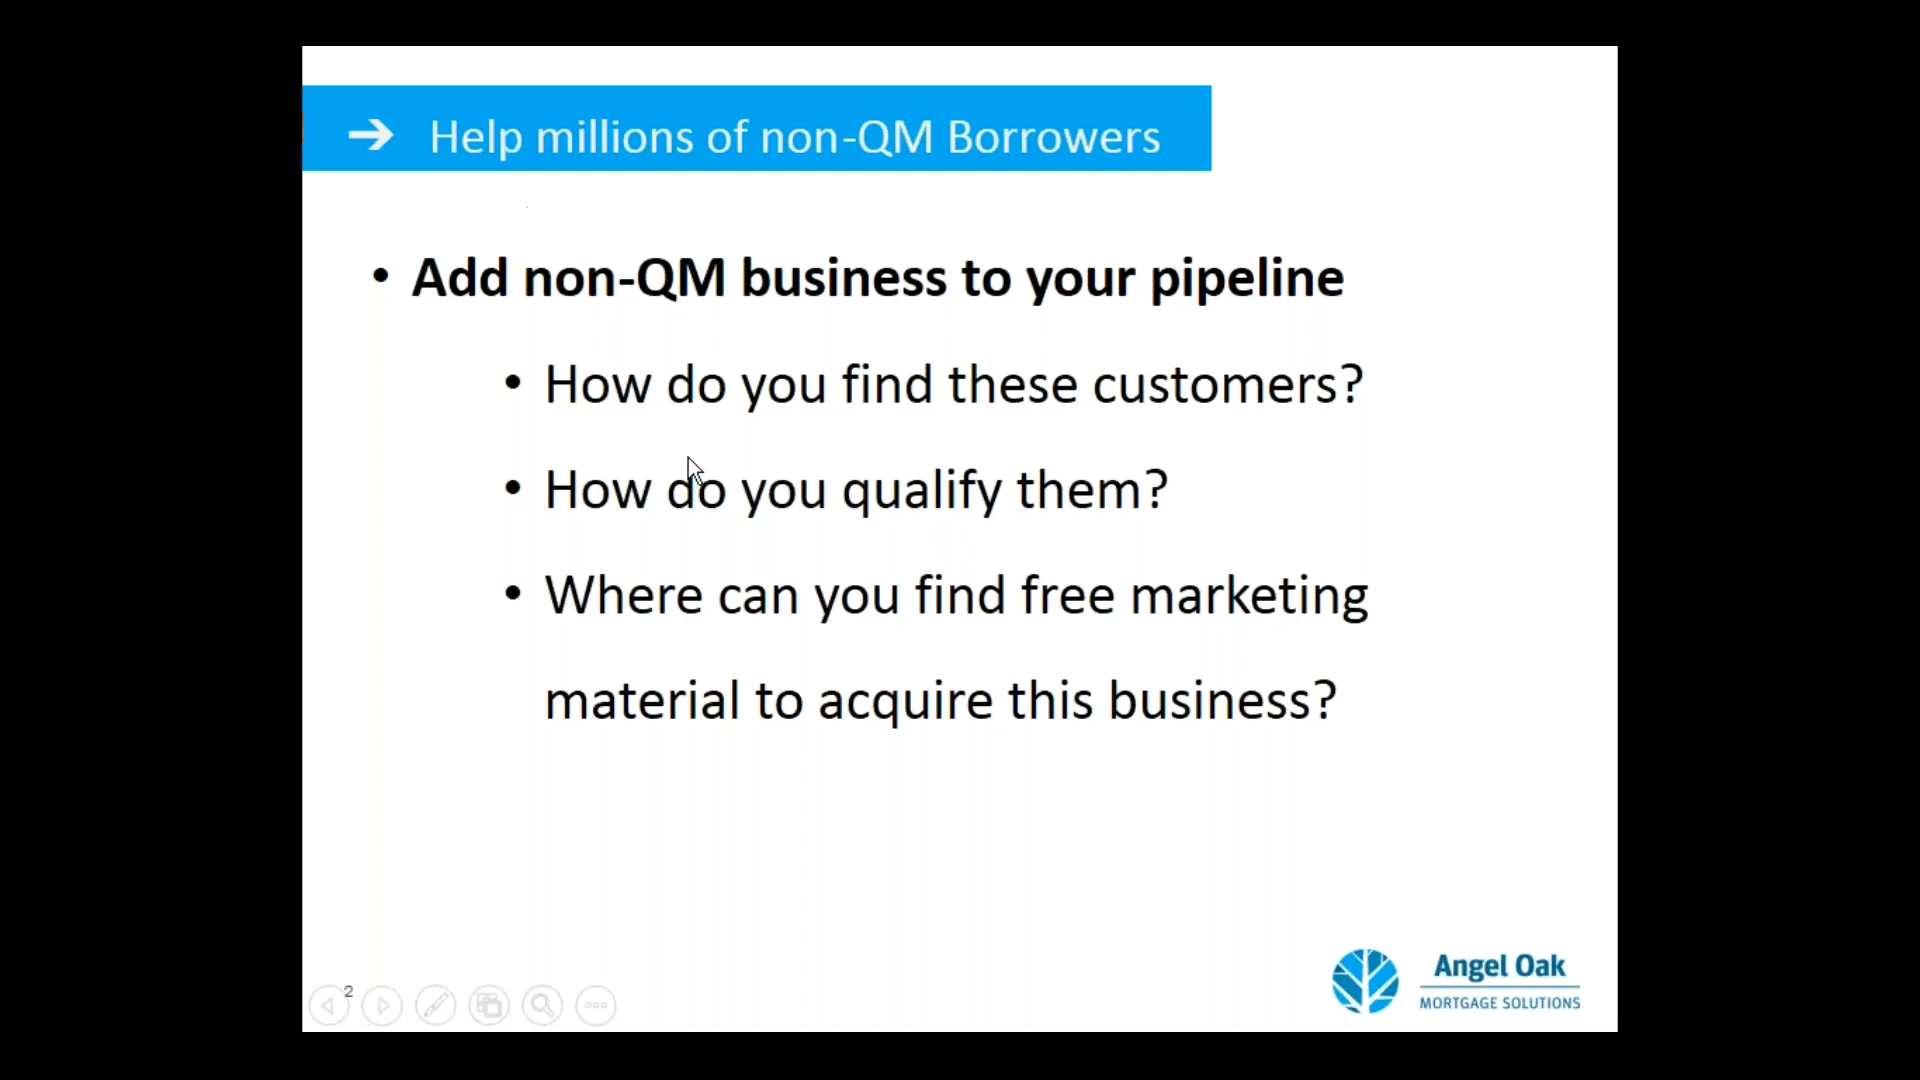 Help millions of non-QM Borrowers
• Add non-QM business to your pipeline
• How do you find these customers?
• How do you qualify them?
• Where can you find free marketing
material to acquire this business?
2
Angel Oak
MORTGAGE SOLUTIONS